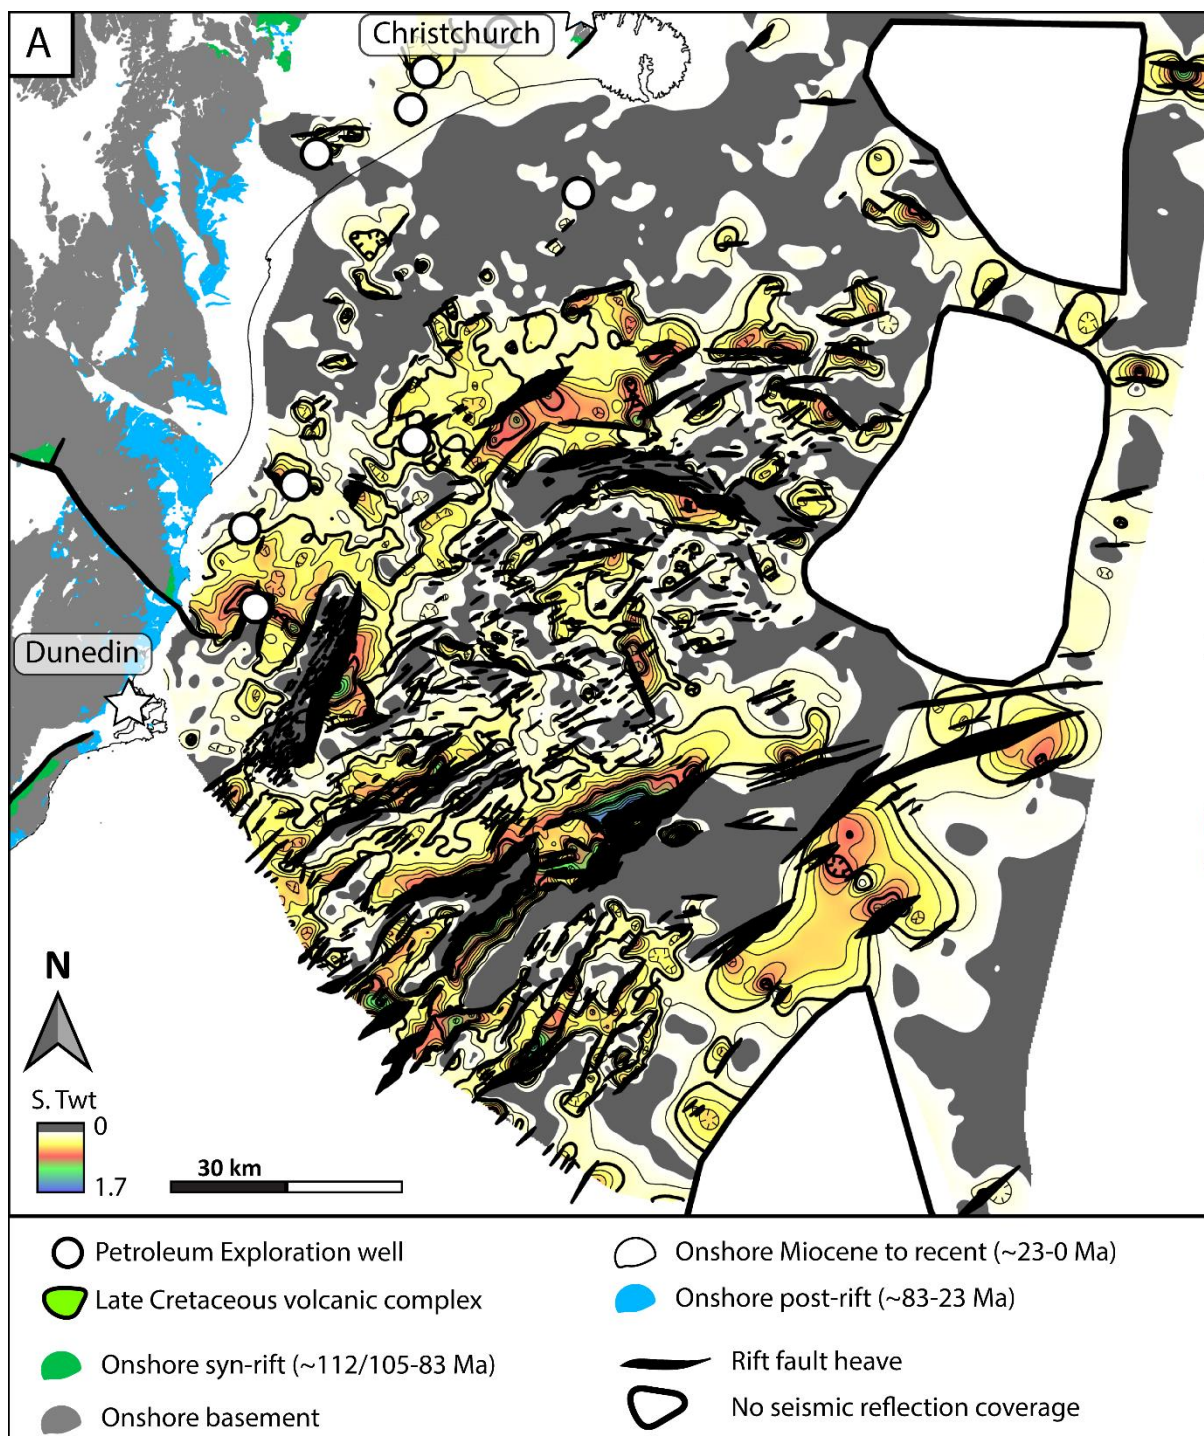 A
Christchurch
Dunedin
N
S. Twt
0
1.7
30 km
Petroleum Exploration well
Late Cretaceous volcanic complex
Onshore syn-rift (~112/105-83 Ma)
Onshore basement
Onshore Miocene to recent (~23-0 Ma)
Onshore post-rift (~83-23 Ma)
Rift fault heave
No seismic reflection coverage